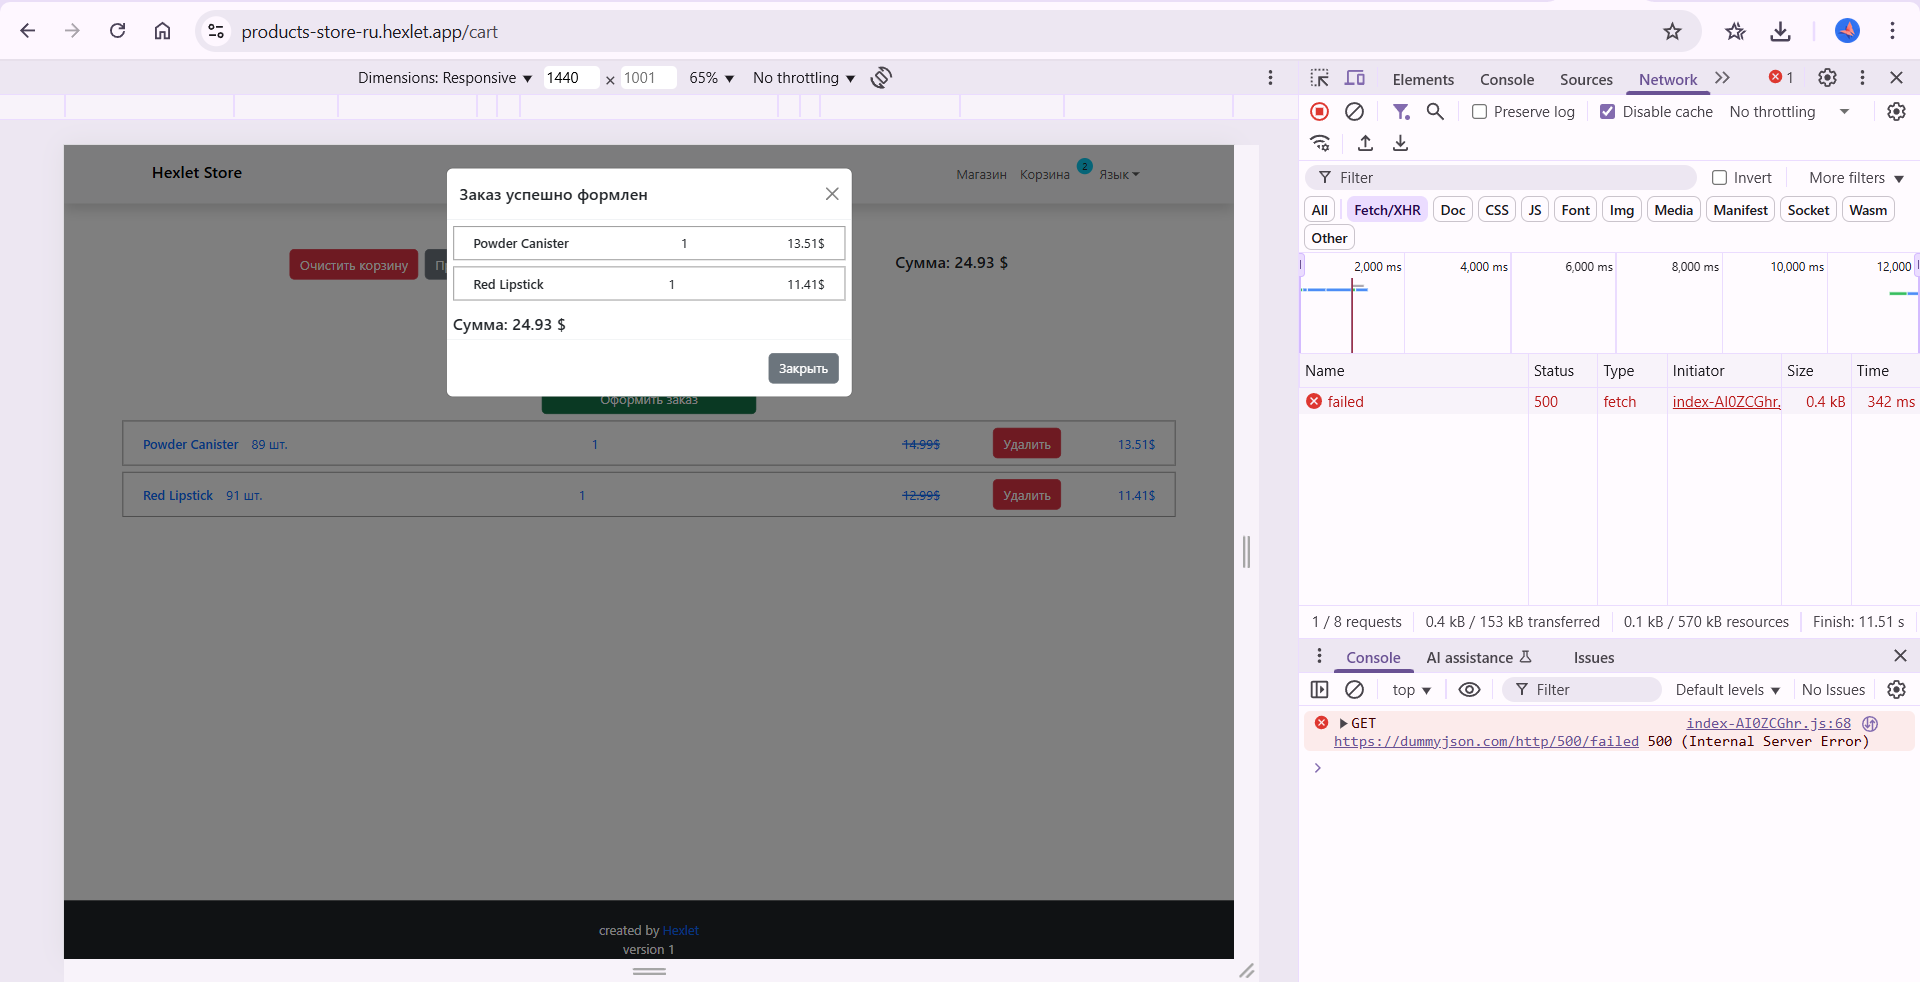 products-store-ru.hexlet.app/cart
Dimensions: Responsive 1440 × 1001 65% No throttling
Elements Console Sources Network 1
Preserve log Disable cache No throttling
Filter Invert More filters
All Fetch/XHR Doc CSS JS Font Img Media Manifest Socket Wasm
Other
2,000 ms 4,000 ms 6,000 ms 8,000 ms 10,000 ms 12,000
Name Status Type Initiator Size Time
failed 500 fetch index-AI0ZCGhr. 0.4 kB 342 ms
1 / 8 requests 0.4 kB / 153 kB transferred 0.1 kB / 570 kB resources Finish: 11.51 s
Console AI assistance Issues
top Filter Default levels No Issues
GET index-AI0ZCGhr.js:68
https://dummyjson.com/http/500/failed 500 (Internal Server Error)
Hexlet Store Магазин Корзина 2 Язык
Заказ успешно формлен
Powder Canister 1 13.51$
Red Lipstick 1 11.41$
Сумма: 24.93 $
Закрыть
Очистить корзину
Сумма: 24.93 $
Оформить заказ
Powder Canister 89 шт. 1 14.99$ Удалить 13.51$
Red Lipstick 91 шт. 1 12.99$ Удалить 11.41$
created by Hexlet
version 1